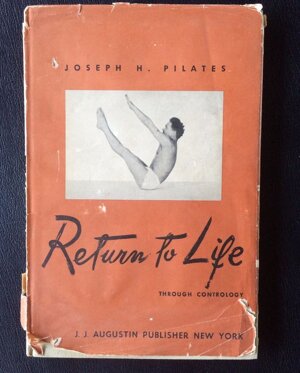 JOSEPH H. PILATES
Return to Life
THROUGH CONTROLOGY
J. J. AUGUSTIN PUBLISHER NEW YORK